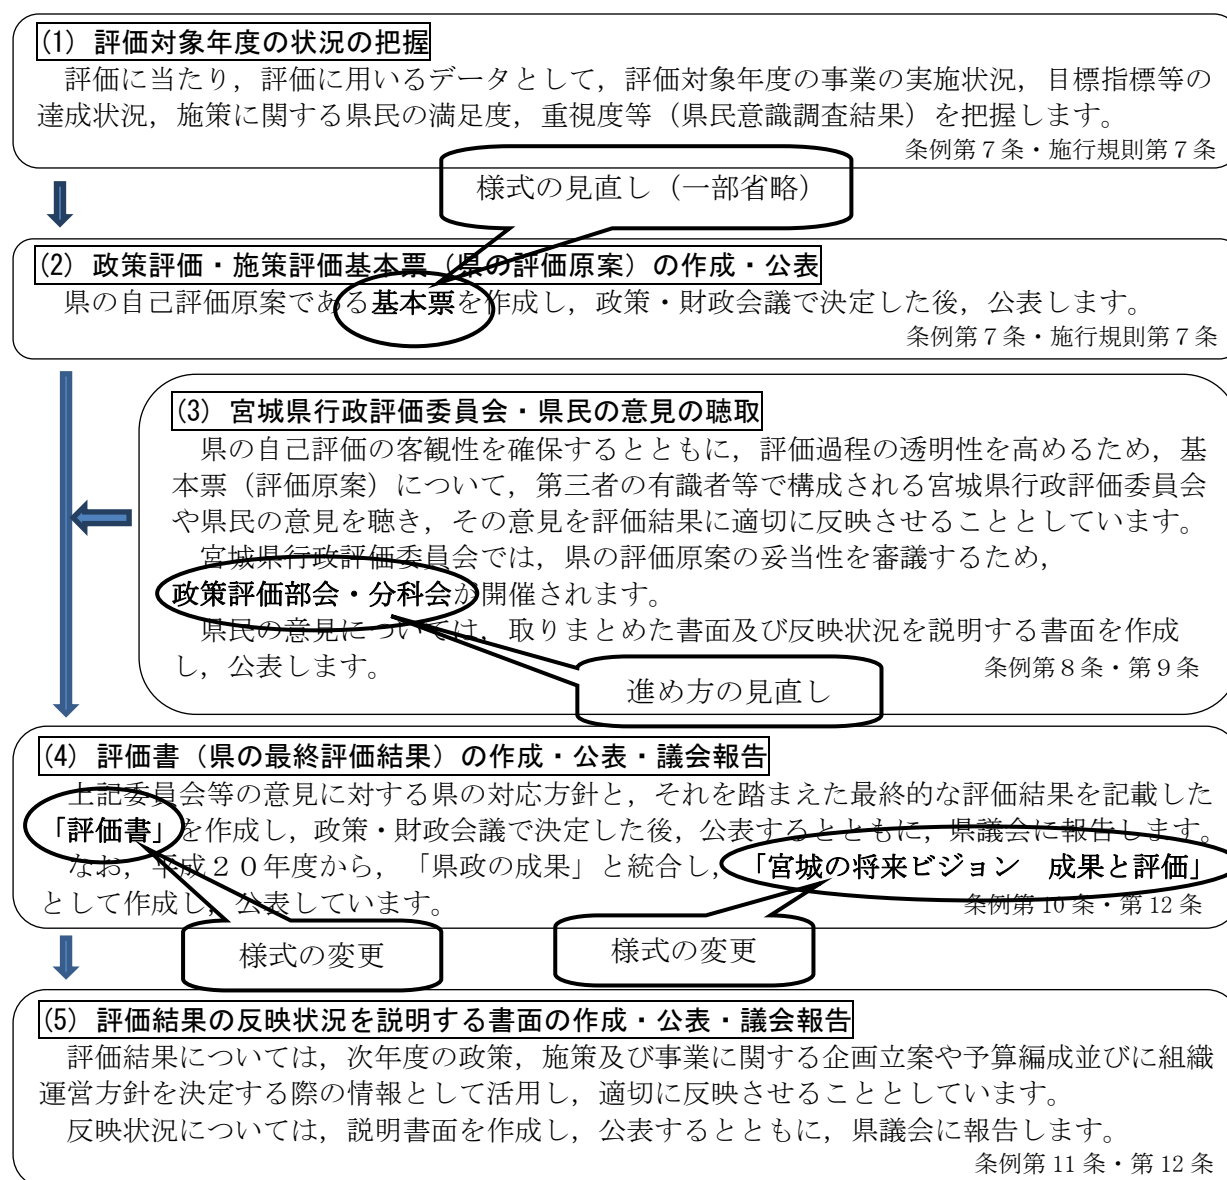 (1) 評価対象年度の状況の把握
評価に当たり，評価に用いるデータとして，評価対象年度の事業の実施状況，目標指標等の
達成状況，施策に関する県民の満足度，重視度等（県民意識調査結果）を把握します。
条例第７条・施行規則第７条
様式の見直し（一部省略）
(2) 政策評価・施策評価基本票（県の評価原案）の作成・公表
県の自己評価原案である基本票を作成し，政策・財政会議で決定した後，公表します。
条例第７条・施行規則第７条
(3) 宮城県行政評価委員会・県民の意見の聴取
県の自己評価の客観性を確保するとともに，評価過程の透明性を高めるため，基
本票（評価原案）について，第三者の有識者等で構成される宮城県行政評価委員会
や県民の意見を聴き，その意見を評価結果に適切に反映させることとしています。
宮城県行政評価委員会では，県の評価原案の妥当性を審議するため，
政策評価部会・分科会が開催されます。
県民の意見については，取りまとめた書面及び反映状況を説明する書面を作成
し，公表します。
条例第８条・第９条
進め方の見直し
(4) 評価書（県の最終評価結果）の作成・公表・議会報告
上記委員会等の意見に対する県の対応方針と，それを踏まえた最終的な評価結果を記載した
「評価書」を作成し，政策・財政会議で決定した後，公表するとともに，県議会に報告します。
なお，平成２０年度から，「県政の成果」と統合し，「宮城の将来ビジョン　成果と評価」
として作成し，公表しています。
条例第 10 条・第 12 条
様式の変更
様式の変更
(5) 評価結果の反映状況を説明する書面の作成・公表・議会報告
評価結果については，次年度の政策，施策及び事業に関する企画立案や予算編成並びに組織
運営方針を決定する際の情報として活用し，適切に反映させることとしています。
反映状況については，説明書面を作成し，公表するとともに，県議会に報告します。
条例第 11 条・第 12 条